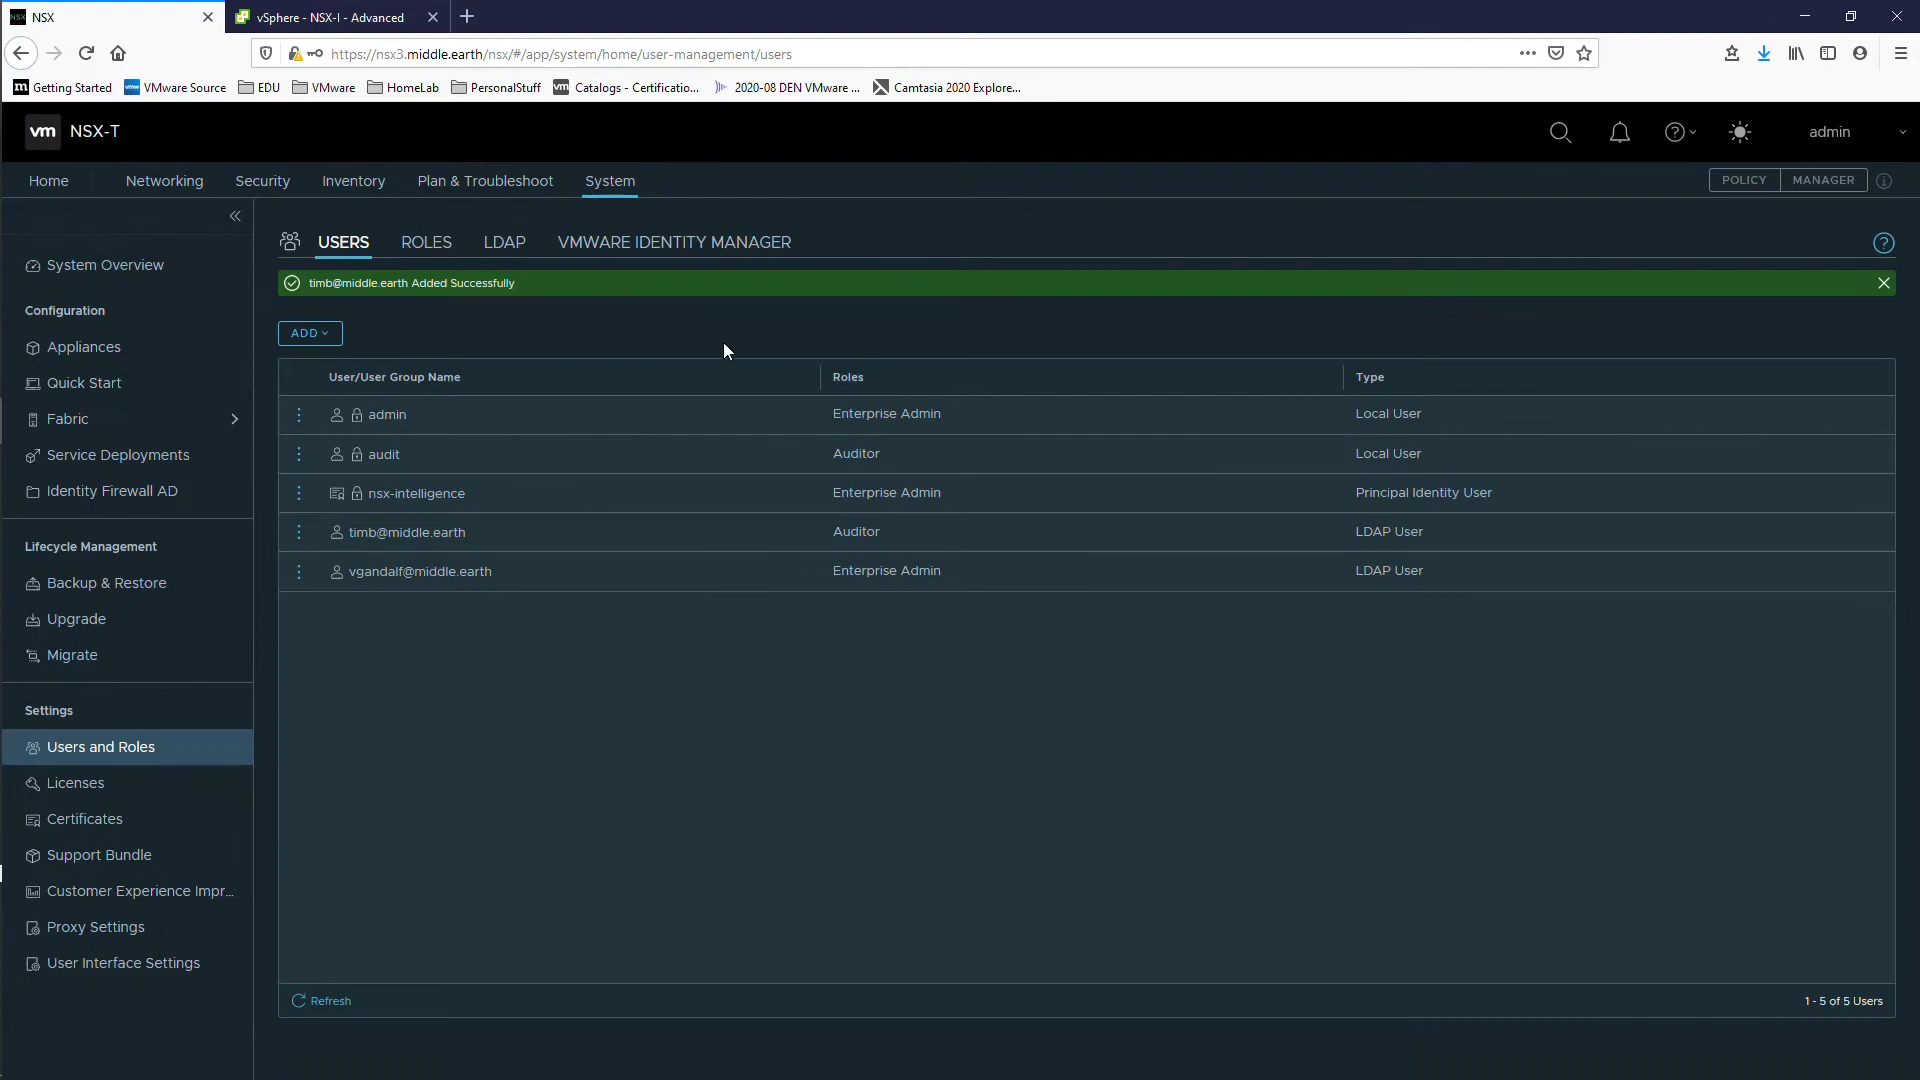 NSX
vSphere - NSX-I - Advanced
https://nsx3.middle.earth/nsx/#/app/system/home/user-management/users
Getting Started
VMware Source
EDU
VMware
HomeLab
PersonalStuff
Catalogs - Certificatio...
2020-08 DEN VMware ...
Camtasia 2020 Explore...
vm NSX-T
admin
Home
Networking
Security
Inventory
Plan & Troubleshoot
System
POLICY
MANAGER
System Overview
Configuration
Appliances
Quick Start
Fabric
Service Deployments
Identity Firewall AD
Lifecycle Management
Backup & Restore
Upgrade
Migrate
Settings
Users and Roles
Licenses
Certificates
Support Bundle
Customer Experience Impr...
Proxy Settings
User Interface Settings
USERS
ROLES
LDAP
VMWARE IDENTITY MANAGER
timb@middle.earth Added Successfully
ADD
User/User Group Name
Roles
Type
admin
Enterprise Admin
Local User
audit
Auditor
Local User
nsx-intelligence
Enterprise Admin
Principal Identity User
timb@middle.earth
Auditor
LDAP User
vgandalf@middle.earth
Enterprise Admin
LDAP User
Refresh
1 - 5 of 5 Users